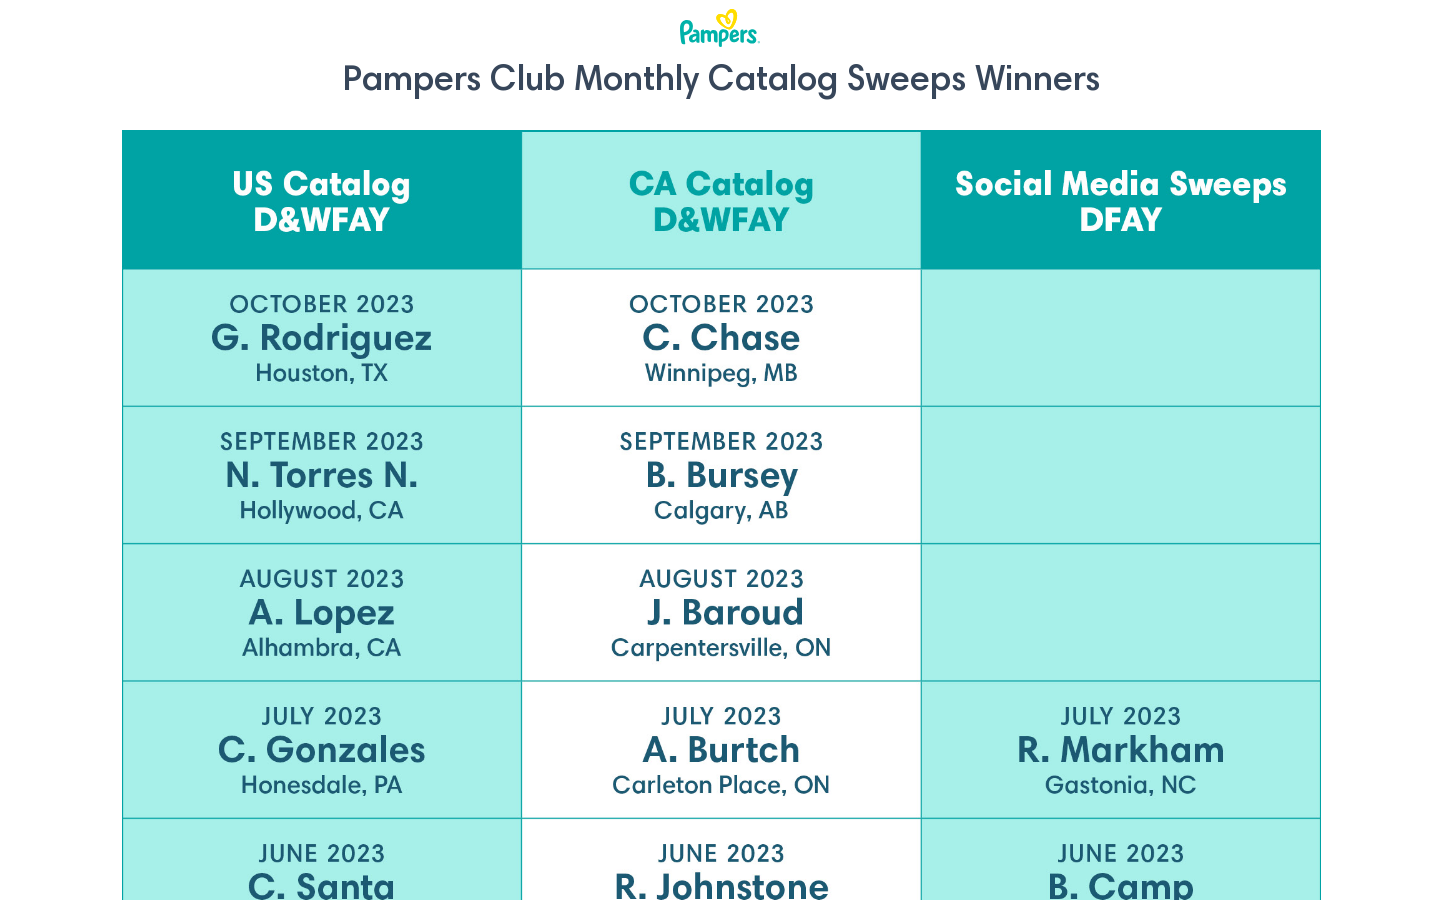 Pampers
Pampers Club Monthly Catalog Sweeps Winners
US Catalog
D&WFAY
CA Catalog
D&WFAY
Social Media Sweeps
DFAY
OCTOBER 2023
G. Rodriguez
Houston, TX
OCTOBER 2023
C. Chase
Winnipeg, MB
SEPTEMBER 2023
N. Torres N.
Hollywood, CA
SEPTEMBER 2023
B. Bursey
Calgary, AB
AUGUST 2023
A. Lopez
Alhambra, CA
AUGUST 2023
J. Baroud
Carpentersville, ON
JULY 2023
C. Gonzales
Honesdale, PA
JULY 2023
A. Burtch
Carleton Place, ON
JULY 2023
R. Markham
Gastonia, NC
JUNE 2023
C. Santa
JUNE 2023
R. Johnstone
JUNE 2023
B. Camp